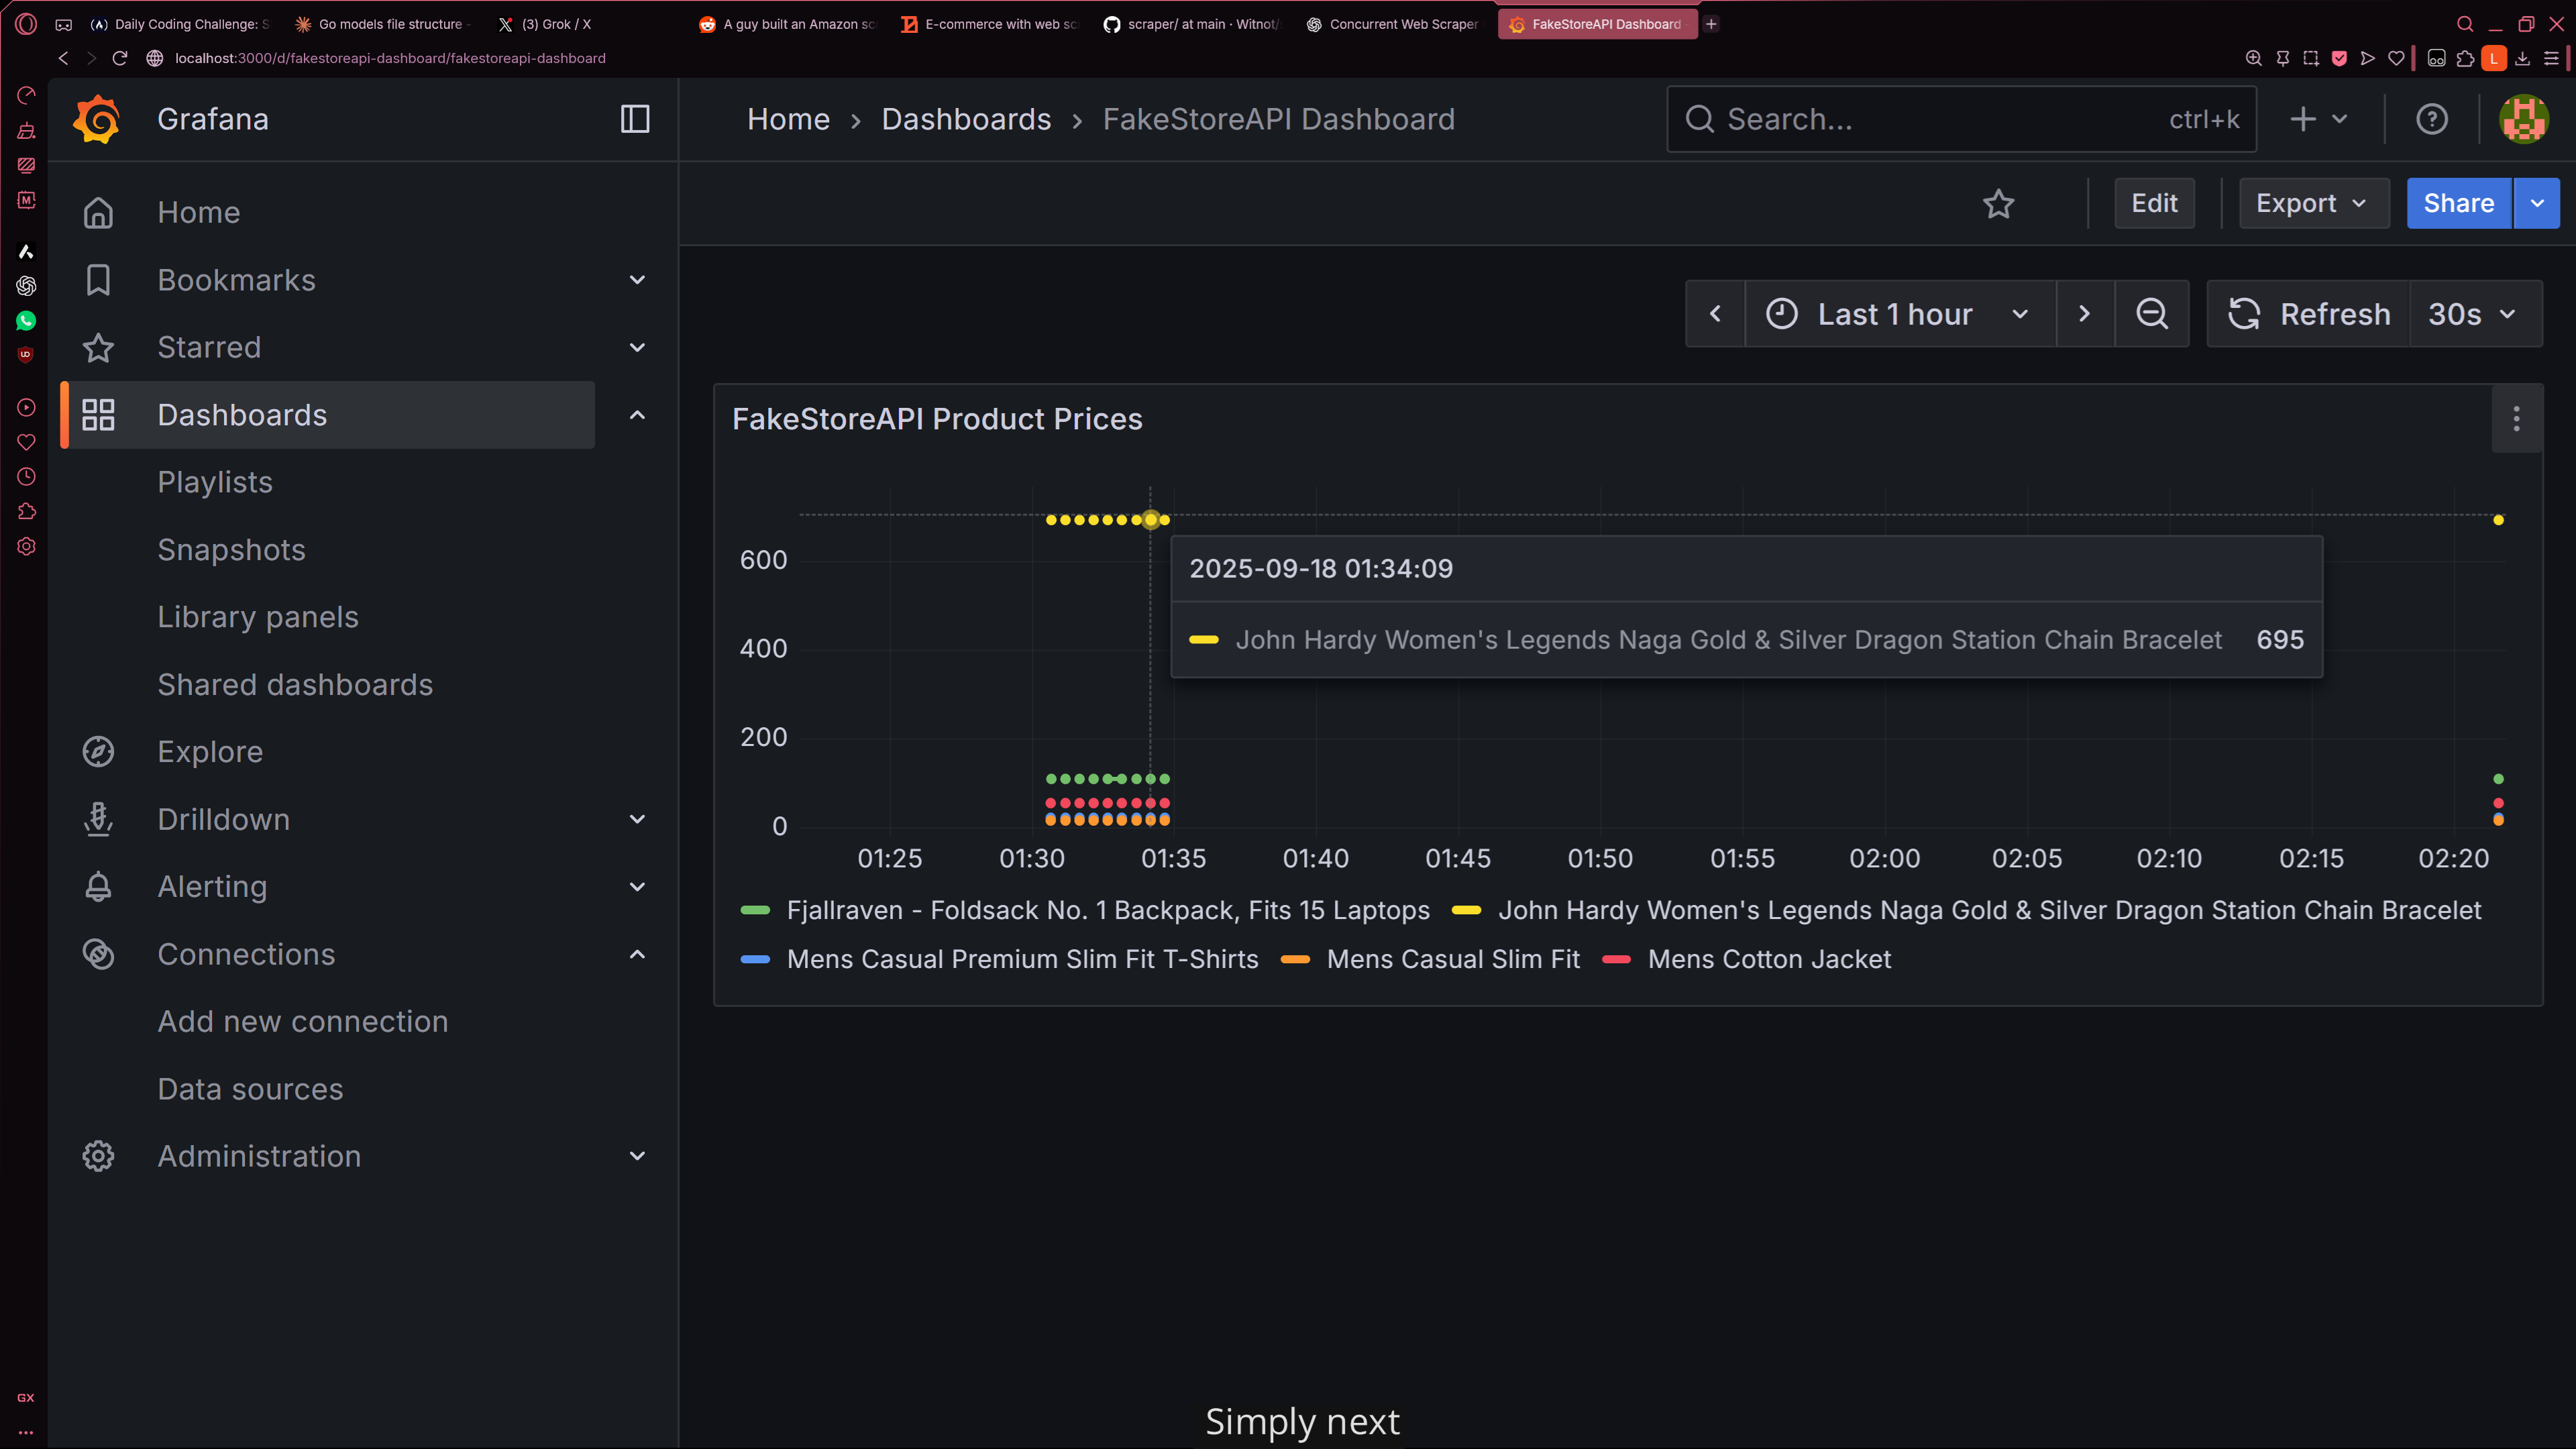 Daily Coding Challenge: S
Go models file structure -
(3) Grok / X
A guy built an Amazon sc
E-commerce with web sc
scraper/ at main · Witnot/
Concurrent Web Scraper
FakeStoreAPI Dashboard
localhost:3000/d/fakestoreapi-dashboard/fakestoreapi-dashboard
L
Grafana
Home › Dashboards › FakeStoreAPI Dashboard
Search...
ctrl+k
Edit
Export
Share
Home
Bookmarks
Starred
Dashboards
Playlists
Snapshots
Library panels
Shared dashboards
Explore
Drilldown
Alerting
Connections
Add new connection
Data sources
Administration
Last 1 hour
Refresh
30s
FakeStoreAPI Product Prices
600
400
200
0
2025-09-18 01:34:09
John Hardy Women's Legends Naga Gold & Silver Dragon Station Chain Bracelet 695
01:25 01:30 01:35 01:40 01:45 01:50 01:55 02:00 02:05 02:10 02:15 02:20
Fjallraven - Foldsack No. 1 Backpack, Fits 15 Laptops John Hardy Women's Legends Naga Gold & Silver Dragon Station Chain Bracelet
Mens Casual Premium Slim Fit T-Shirts Mens Casual Slim Fit Mens Cotton Jacket
GX
Simply next